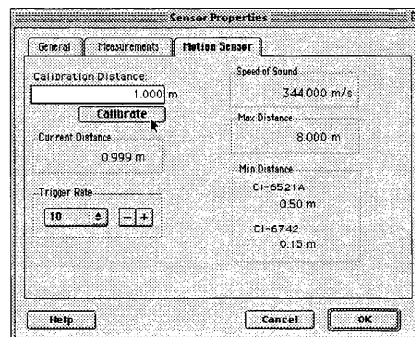 Sensor Properties
General
Measurements
Motion Sensor
Calibration Distance:
1.000 m
Calibrate
Current Distance
0.999 m
Trigger Rate
10
- +
Speed of Sound
344.000 m/s
Max Distance
8.000 m
Min Distance
CI-6521A
0.50 m
CI-6742
0.15 m
Help
Cancel
OK